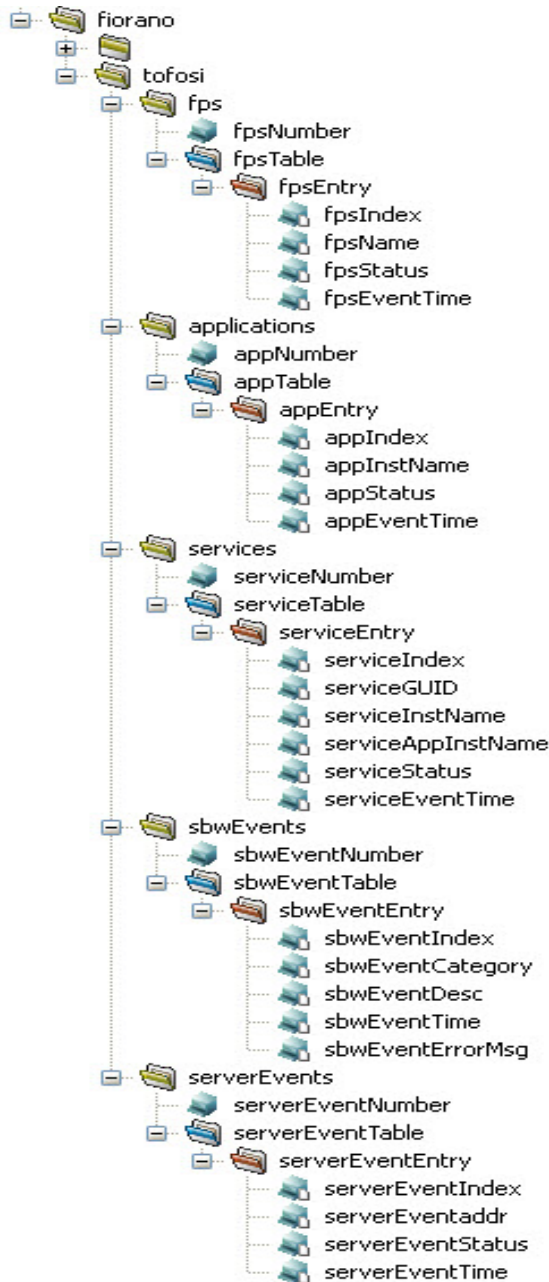 fiorano
tofosi
fps
fpsNumber
fpsTable
fpsEntry
fpsIndex
fpsName
fpsStatus
fpsEventTime
applications
appNumber
appTable
appEntry
appIndex
appInstName
appStatus
appEventTime
services
serviceNumber
serviceTable
serviceEntry
serviceIndex
serviceGUID
serviceInstName
serviceAppInstName
serviceStatus
serviceEventTime
sbwEvents
sbwEventNumber
sbwEventTable
sbwEventEntry
sbwEventIndex
sbwEventCategory
sbwEventDesc
sbwEventTime
sbwEventErrorMsg
serverEvents
serverEventNumber
serverEventTable
serverEventEntry
serverEventIndex
serverEventaddr
serverEventStatus
serverEventTime